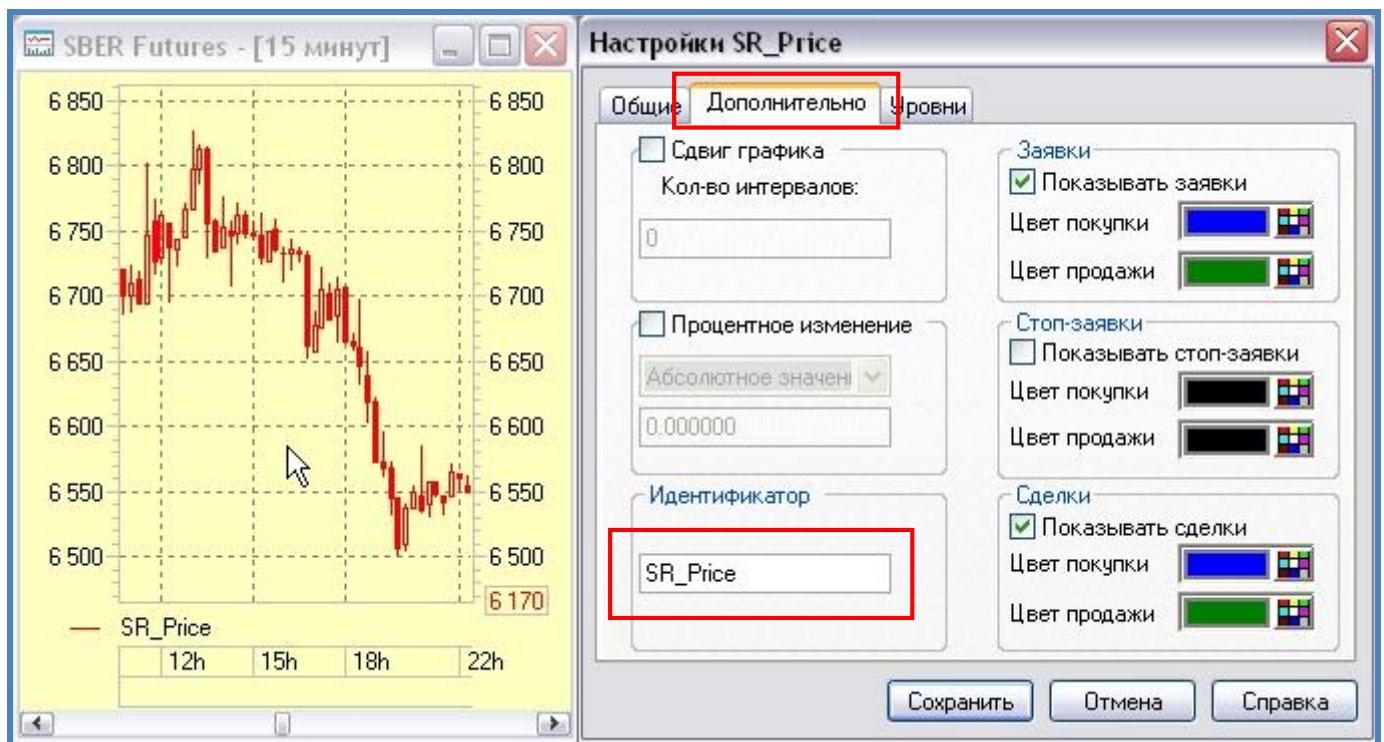 SBER Futures - [15 минут]
6 850
6 850
6 800
6 800
6 750
6 750
6 700
6 700
6 650
6 650
6 600
6 600
6 550
6 550
6 500
6 500
6 170
SR_Price
12h 15h 18h 22h
Настройки SR_Price
Общие Дополнительно Уровни
Сдвиг графика
Кол-во интервалов:
0
Процентное изменение
Абсолютное значени
0.000000
Идентификатор
SR_Price
Заявки
Показывать заявки
Цвет покупки
Цвет продажи
Стоп-заявки
Показывать стоп-заявки
Цвет покупки
Цвет продажи
Сделки
Показывать сделки
Цвет покупки
Цвет продажи
Сохранить Отмена Справка